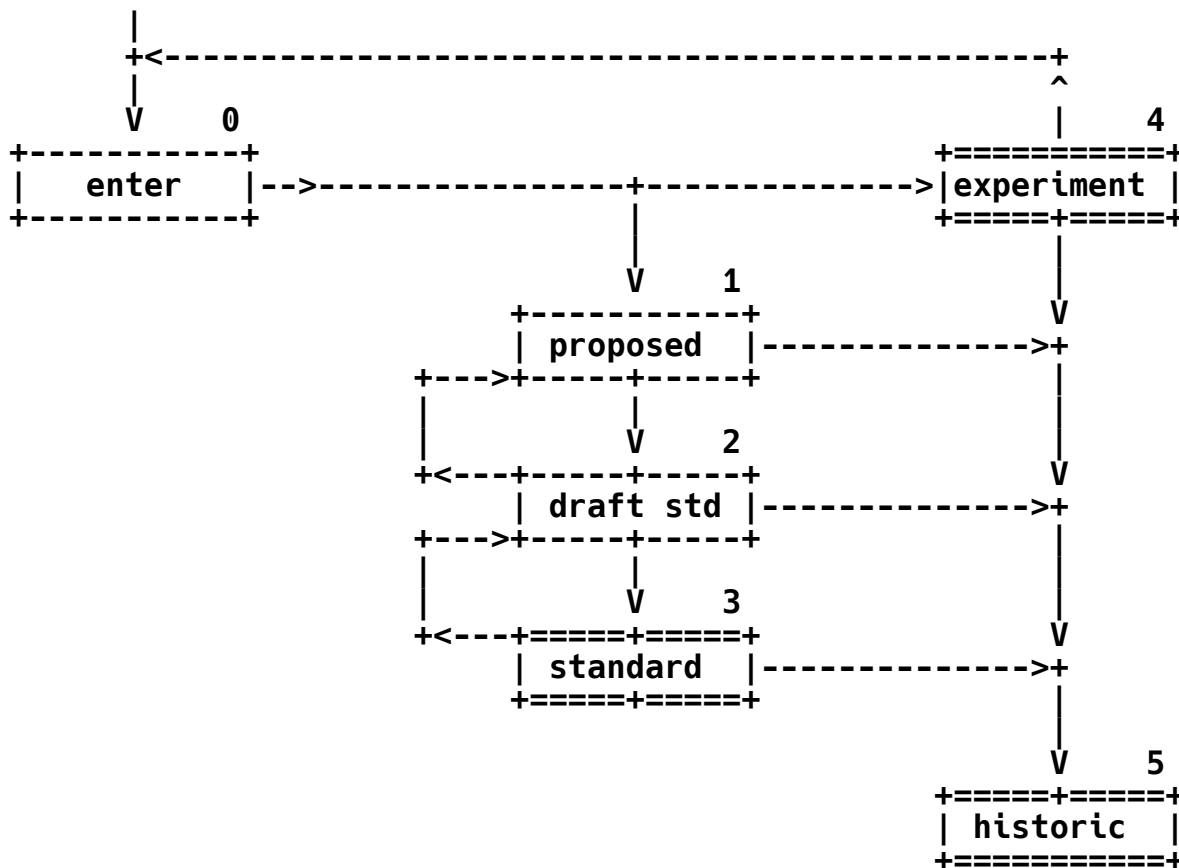 0
4
enter
experiment
1
proposed
2
draft std
3
standard
5
historic